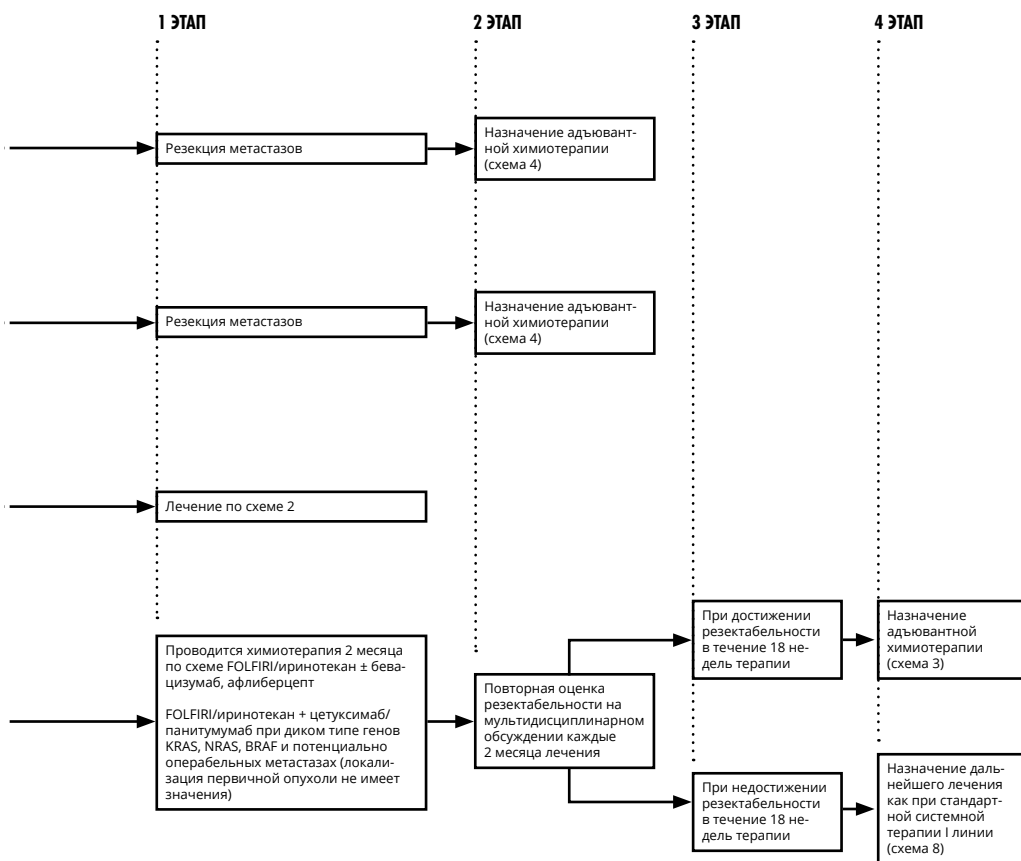 1 ЭТАП
2 ЭТАП
3 ЭТАП
4 ЭТАП
Резекция метастазов
Назначение адъювант-
ной химиотерапии
(схема 4)
Резекция метастазов
Назначение адъювант-
ной химиотерапии
(схема 4)
Лечение по схеме 2
Проводится химиотерапия 2 месяца
по схеме FOLFIRI/иринотекан ± бева-
цизумаб, афлиберцепт
FOLFIRI/иринотекан + цетуксимаб/
панитумумаб при диком типе генов
KRAS, NRAS, BRAF и потенциально
операбельных метастазах (локали-
зация первичной опухоли не имеет
значения)
Повторная оценка
резектабельности на
мультидисциплинарном
обсуждении каждые
2 месяца лечения
При достижении
резектабельности
в течение 18 не-
дель терапии
Назначение
адъювантной
химиотерапии
(схема 3)
При недостижении
резектабельности
в течение 18 не-
дель терапии
Назначение даль-
нейшего лечения
как при стандарт-
ной системной
терапии I линии
(схема 8)